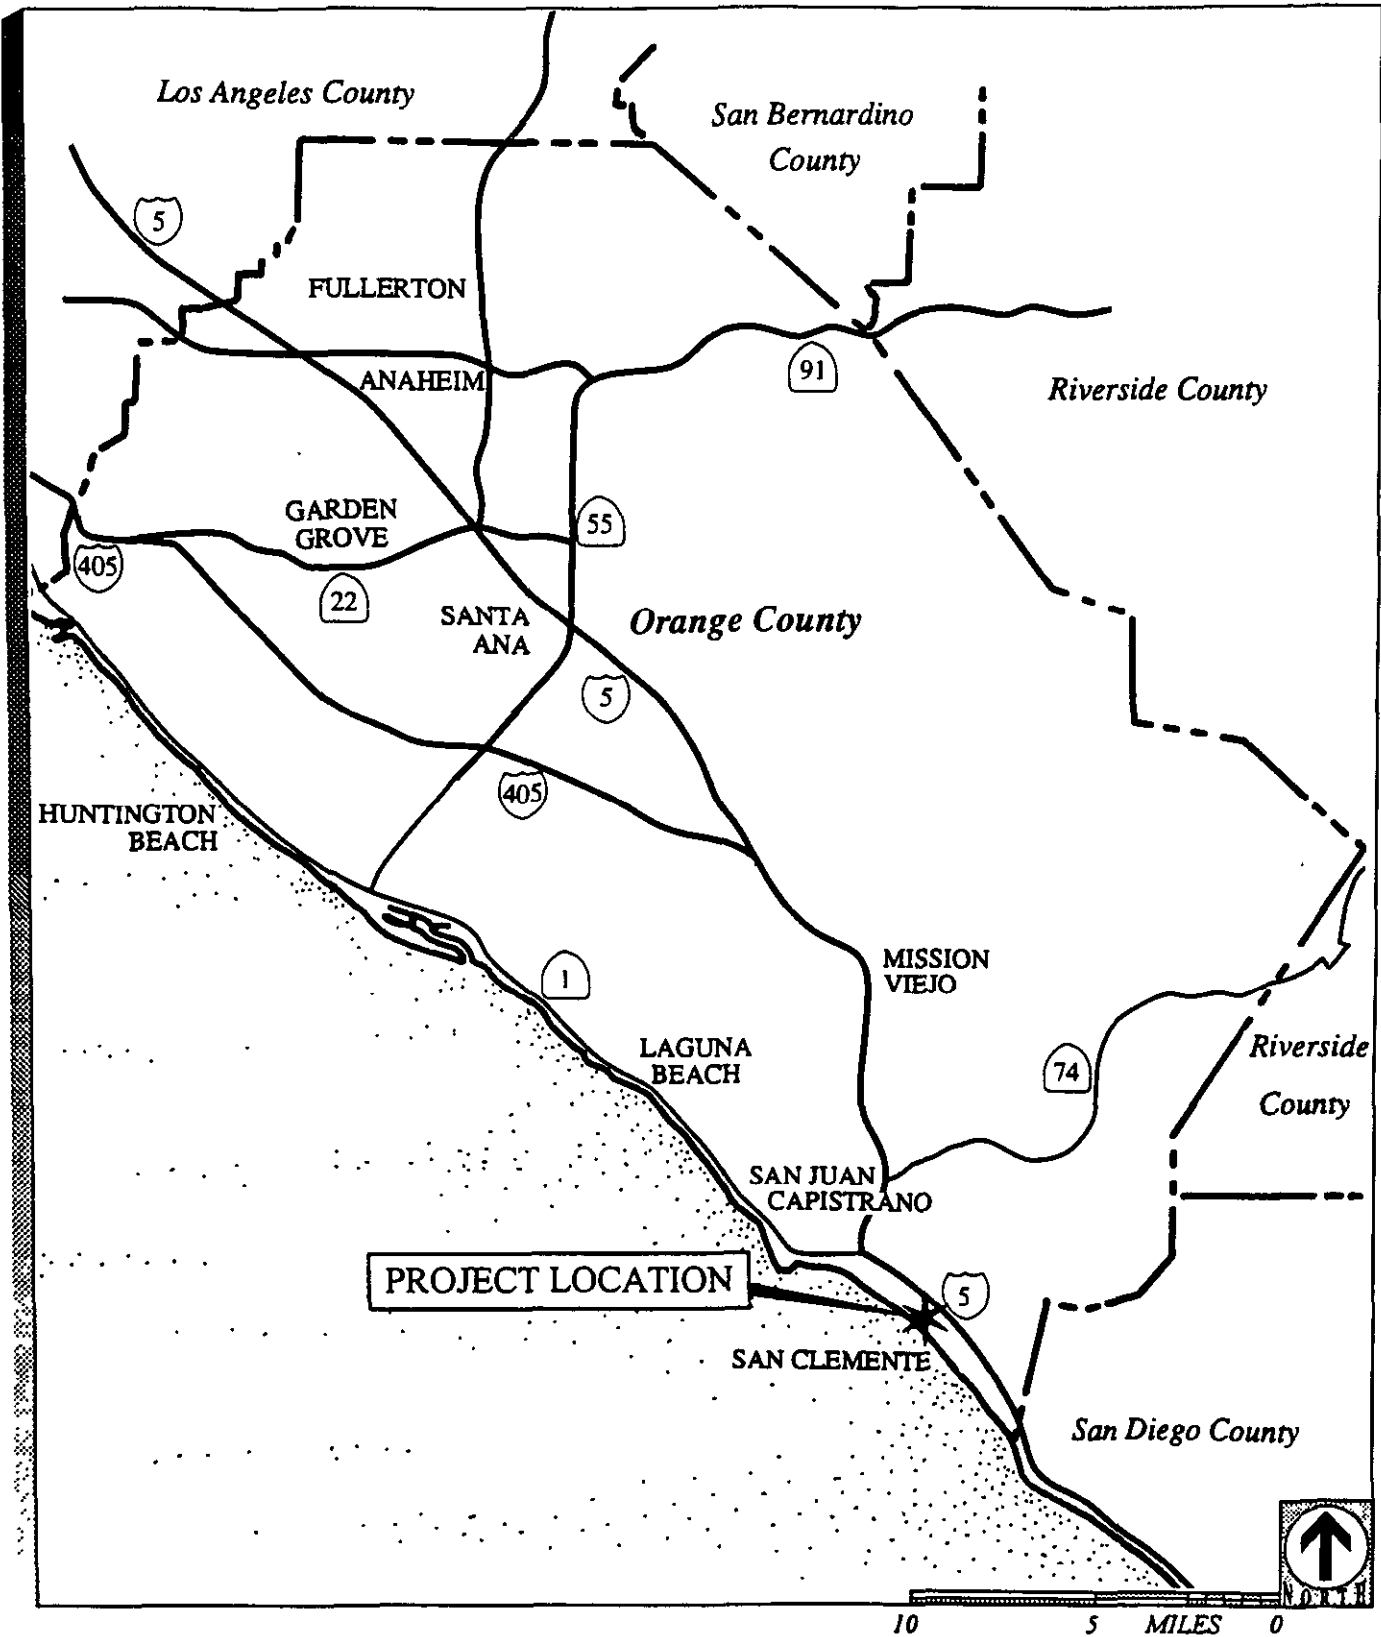 Los Angeles County
San Bernardino
County
5
FULLERTON
ANAHEIM
91
Riverside County
GARDEN
GROVE
55
405
22
SANTA
ANA
Orange County
5
405
HUNTINGTON
BEACH
MISSION
VIEJO
1
LAGUNA
BEACH
74
Riverside
County
SAN JUAN
CAPISTRANO
PROJECT LOCATION
5
SAN CLEMENTE
San Diego County
NORTH
10 5 MILES 0